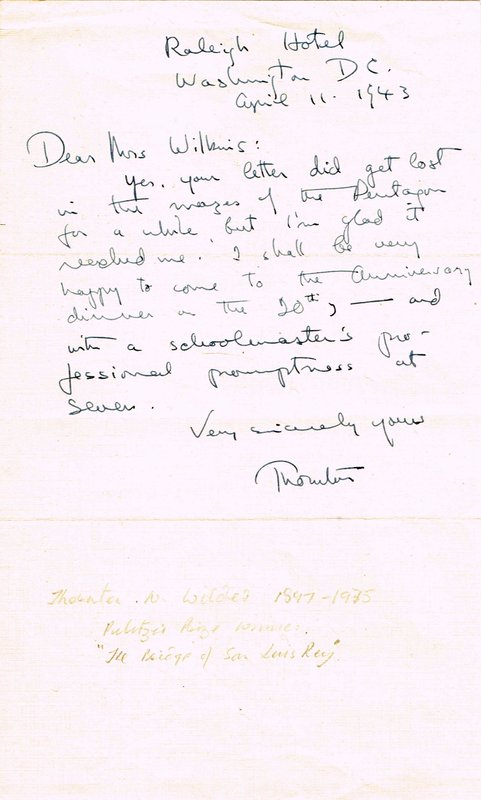 Raleigh Hotel
Washington D C.
April 11. 1943
Dear Mrs Wilkins:
Yes, your letter did get lost
in the mazes of the Pentagon
for a while but I'm glad it
reached me. I shall be very
happy to come to the Anniversary
dinner on the 20th, — and
with a schoolmaster's pro-
fessional promptness at
seven.
Very sincerely yours
Thornton
Thornton . N. Wilder 1897-1975
Pulitzer Prize winner.
"The Bridge of San Luis Rey"